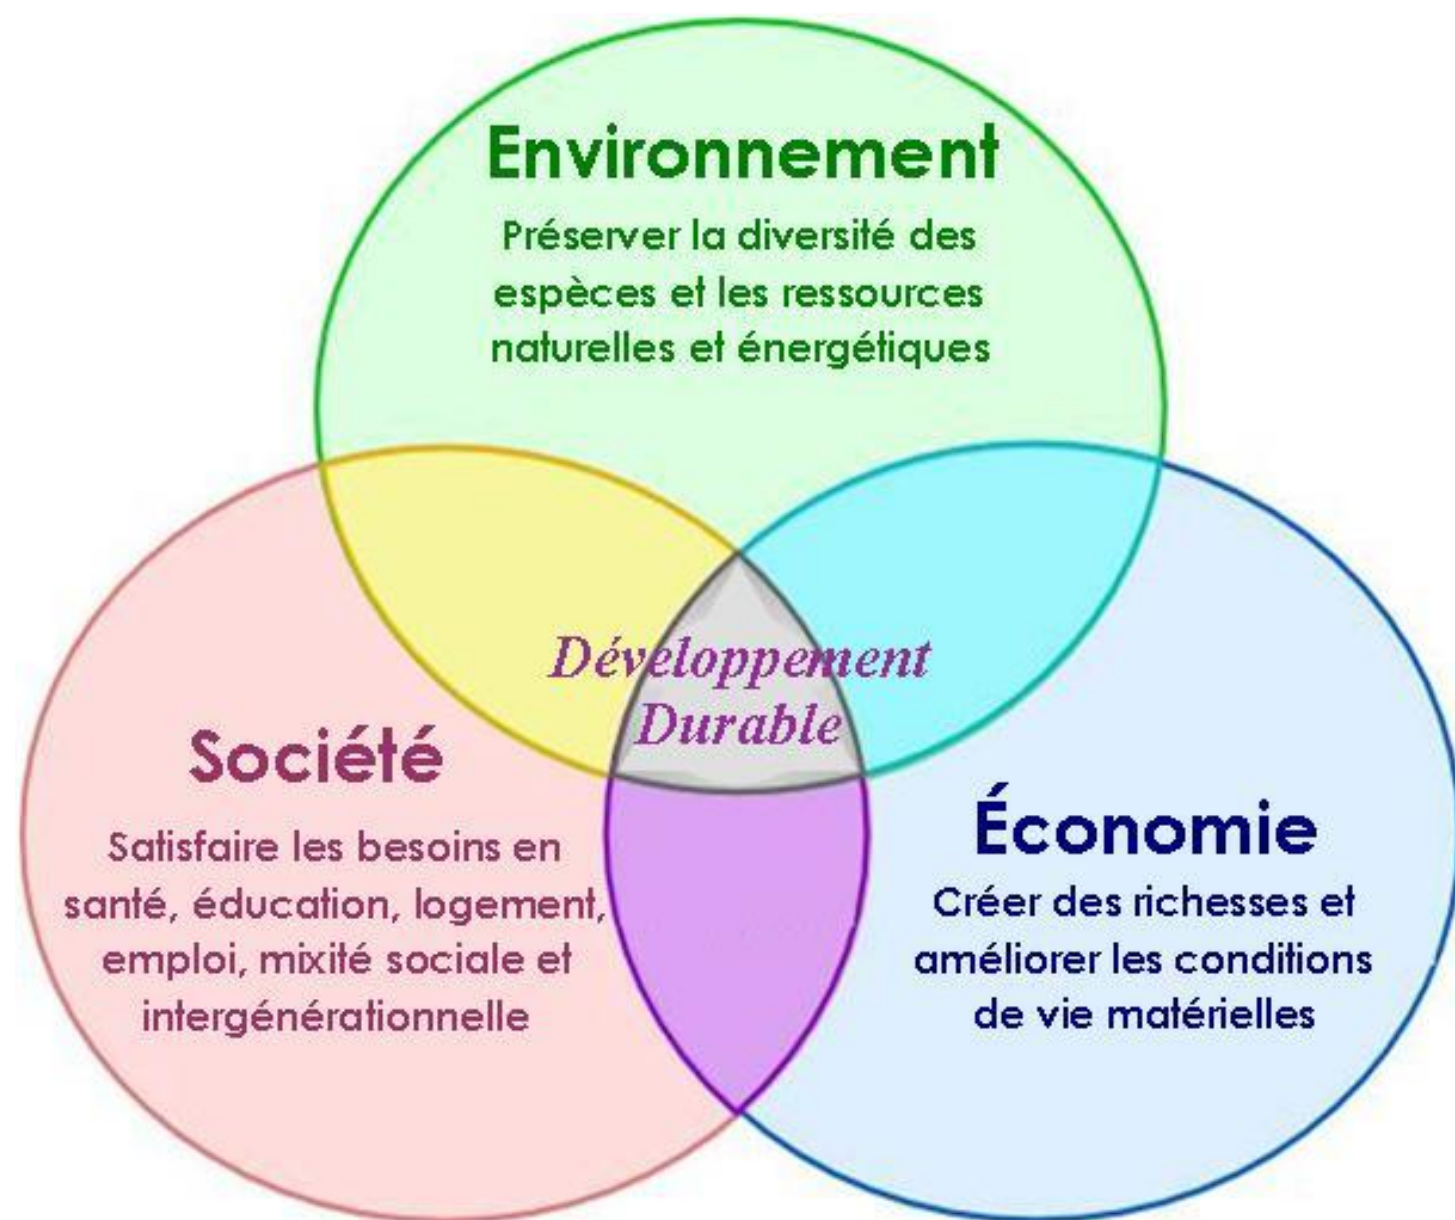 Environnement
Préserver la diversité des
espèces et les ressources
naturelles et énergétiques
Développement
Durable
Société
Satisfaire les besoins en
santé, éducation, logement,
emploi, mixité sociale et
intergénérationnelle
Économie
Créer des richesses et
améliorer les conditions
de vie matérielles